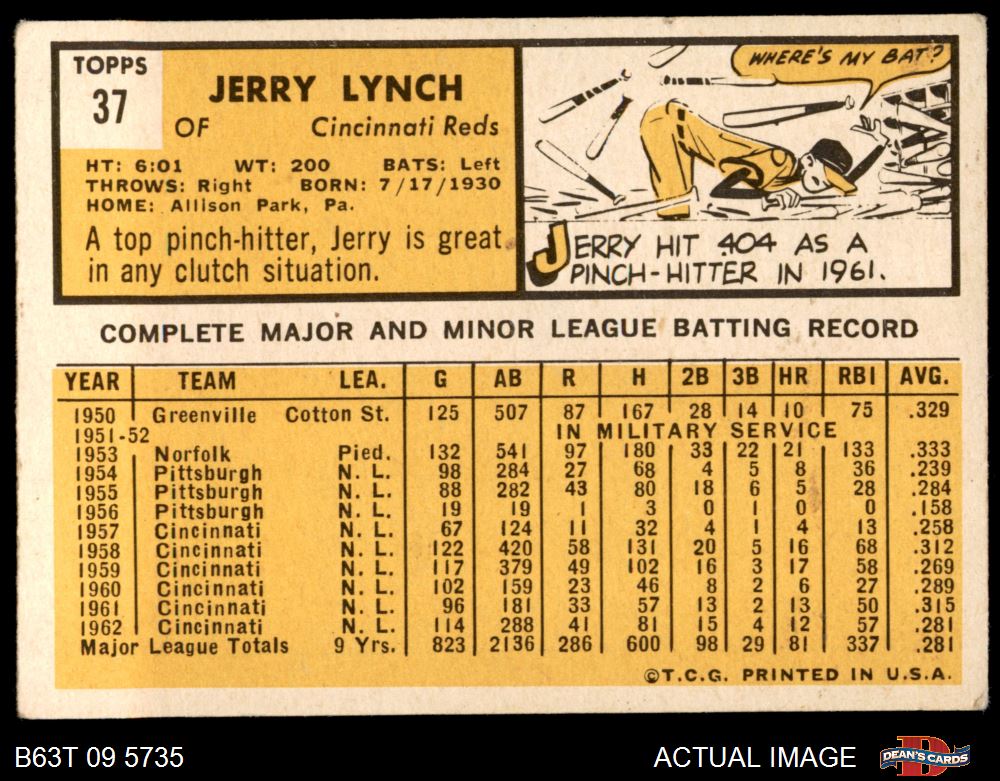 TOPPS
37
JERRY LYNCH
OF Cincinnati Reds
HT: 6:01 WT: 200 BATS: Left
THROWS: Right BORN: 7/17/1930
HOME: Allison Park, Pa.
A top pinch-hitter, Jerry is great
in any clutch situation.
WHERE'S MY BAT?
JERRY HIT .404 AS A
PINCH-HITTER IN 1961.
COMPLETE MAJOR AND MINOR LEAGUE BATTING RECORD
YEAR TEAM LEA. G AB R H 2B 3B HR RBI AVG.
1950 Greenville Cotton St. 125 507 87 167 28 14 10 75 .329
1951-52 IN MILITARY SERVICE
1953 Norfolk Pied. 132 541 97 180 33 22 21 133 .333
1954 Pittsburgh N. L. 98 284 27 68 4 5 8 36 .239
1955 Pittsburgh N. L. 88 282 43 80 18 6 5 28 .284
1956 Pittsburgh N. L. 19 19 1 3 0 1 0 0 .158
1957 Cincinnati N. L. 67 124 11 32 4 1 4 13 .258
1958 Cincinnati N. L. 122 420 58 131 20 5 16 68 .312
1959 Cincinnati N. L. 117 379 49 102 16 3 17 58 .269
1960 Cincinnati N. L. 102 159 23 46 8 2 6 27 .289
1961 Cincinnati N. L. 96 181 33 57 13 2 13 50 .315
1962 Cincinnati N. L. 114 288 41 81 15 4 12 57 .281
Major League Totals 9 Yrs. 823 2136 286 600 98 29 81 337 .281
©T.C.G. PRINTED IN U.S.A.
B63T 09 5735 ACTUAL IMAGE DEAN'S CARDS